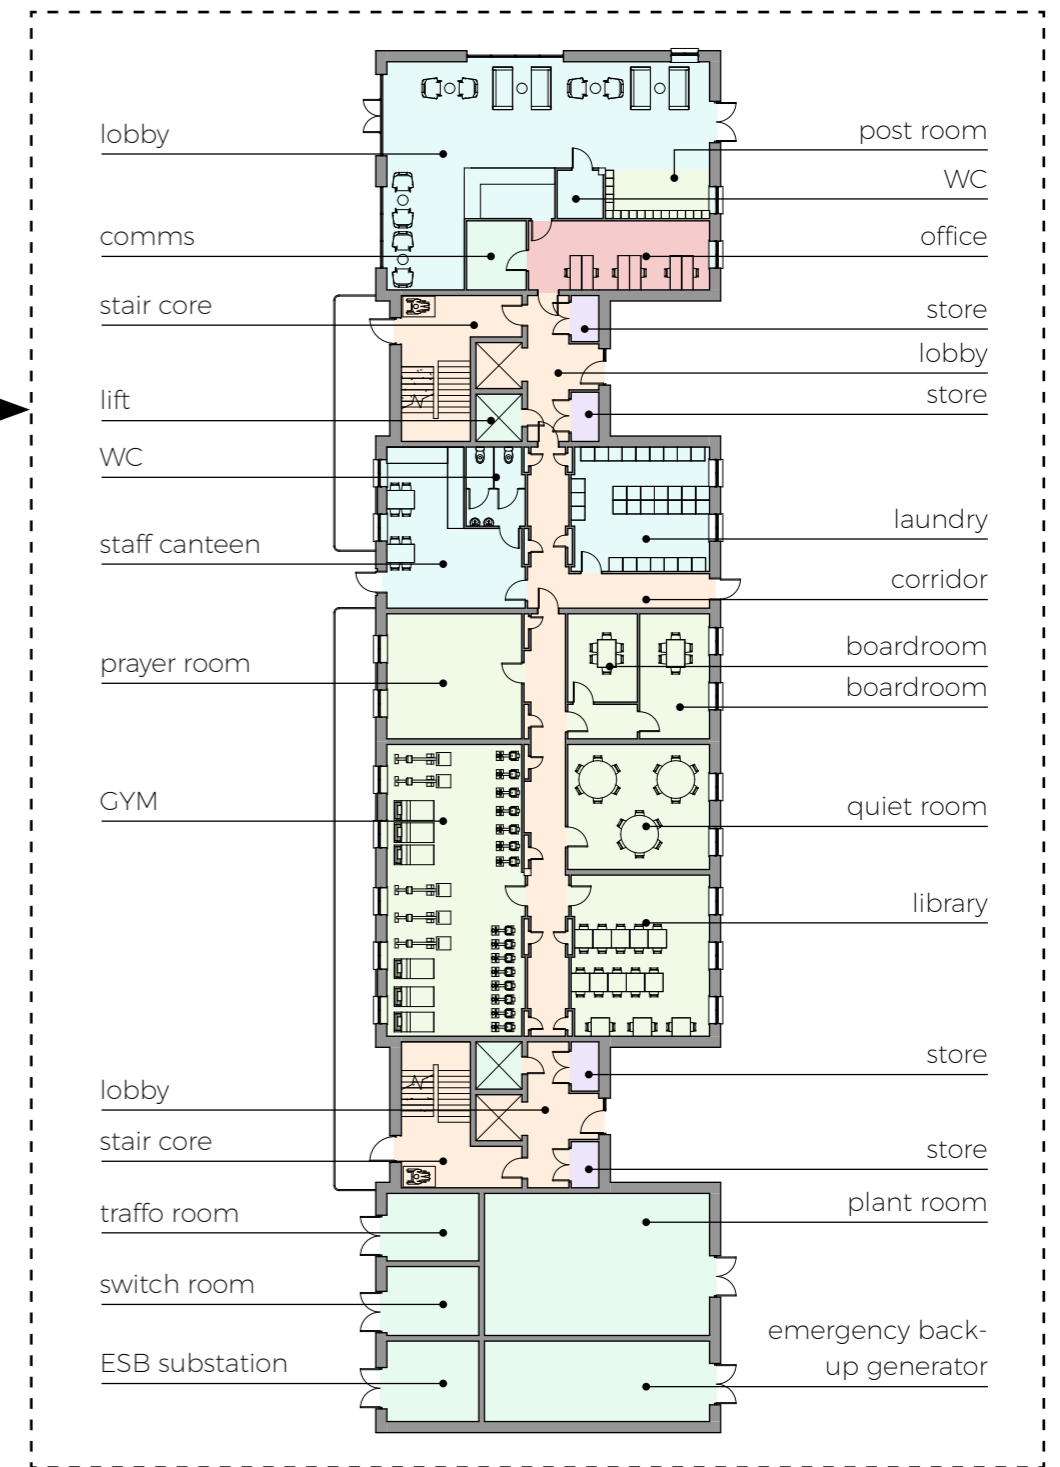 lobby
comms
stair core
lift
WC
staff canteen
prayer room
GYM
lobby
stair core
traffo room
switch room
ESB substation
post room
WC
office
store
lobby
store
laundry
corridor
boardroom
boardroom
quiet room
library
store
store
plant room
emergency back-
up generator